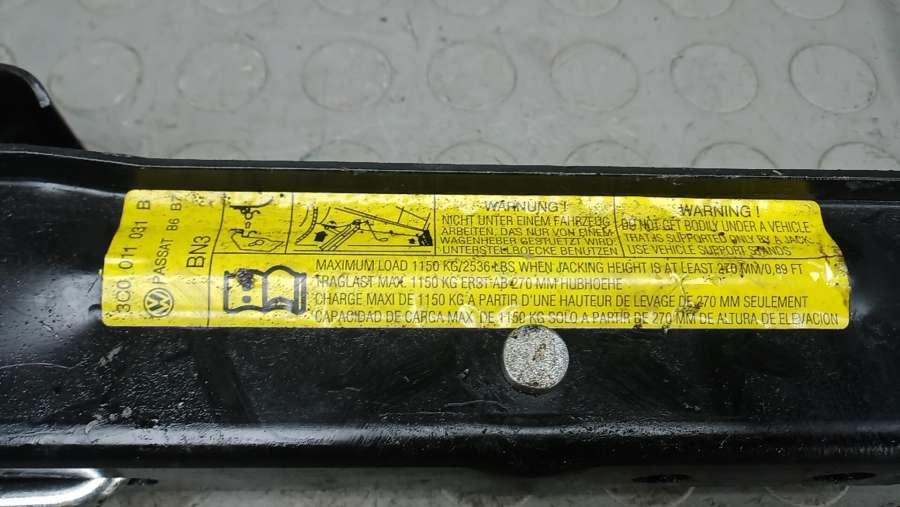 3C0 011 031 B
PASSAT B6 B7
BN3
WARNUNG!
NICHT UNTER EINEM FAHRZEUG
ARBEITEN, DAS NUR VON EINEM
WAGENHEBER GESTUETZT WIRD.
UNTERSTELLBOECKE BENUTZEN
WARNING!
DO NOT GET BODILY UNDER A VEHICLE
THAT IS SUPPORTED ONLY BY A JACK
USE VEHICLE SUPPORT STANDS
MAXIMUM LOAD 1150 KG/2536 LBS WHEN JACKING HEIGHT IS AT LEAST 270 MM/0,89 FT
TRAGLAST MAX. 1150 KG ERST AB 270 MM HUBHOEHE
CHARGE MAXI DE 1150 KG A PARTIR D'UNE HAUTEUR DE LEVAGE DE 270 MM SEULEMENT
CAPACIDAD DE CARCA MAX. DE 1150 KG SOLO A PARTIR DE 270 MM DE ALTURA DE ELEVACION